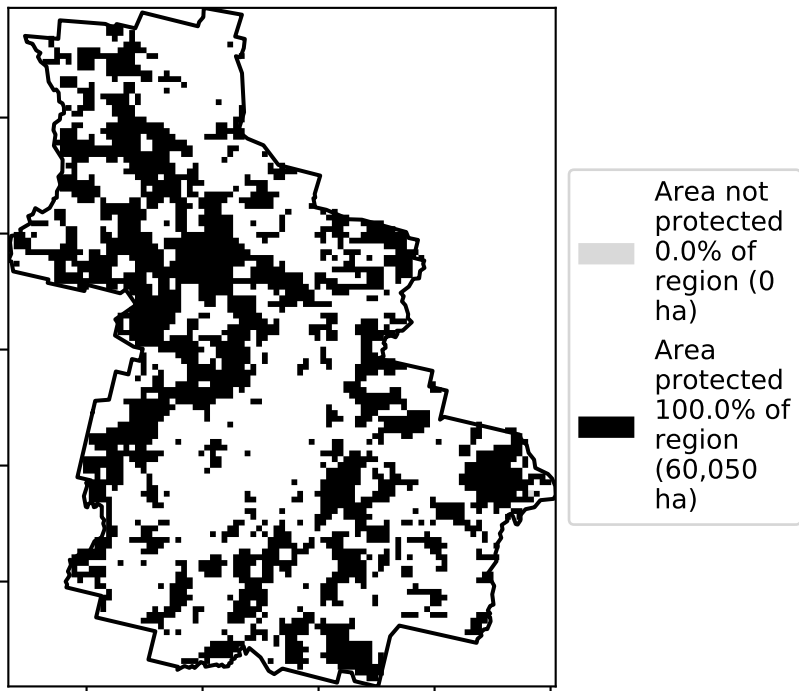 Area not
protected
0.0% of
region (0
ha)
Area
protected
100.0% of
region
(60,050
ha)